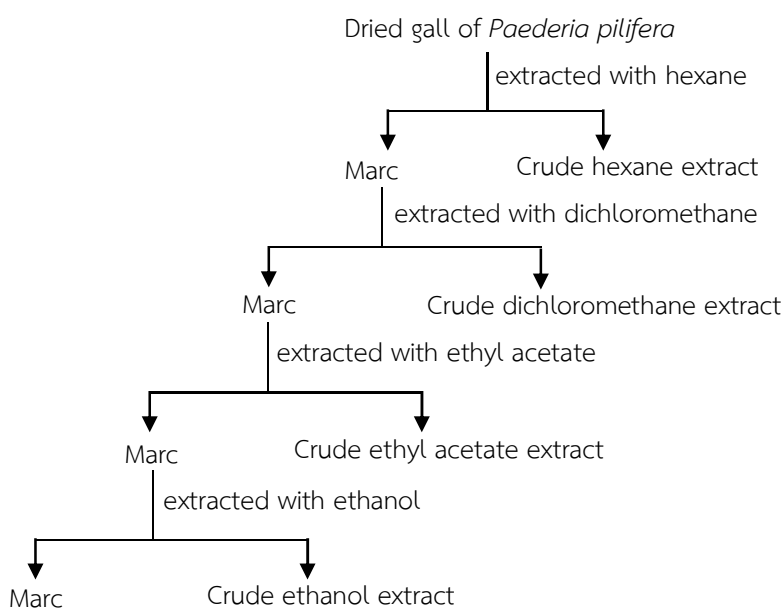 Dried gall of Paederia pilifera
extracted with hexane
Marc
Crude hexane extract
extracted with dichloromethane
Marc
Crude dichloromethane extract
extracted with ethyl acetate
Marc
Crude ethyl acetate extract
extracted with ethanol
Marc
Crude ethanol extract